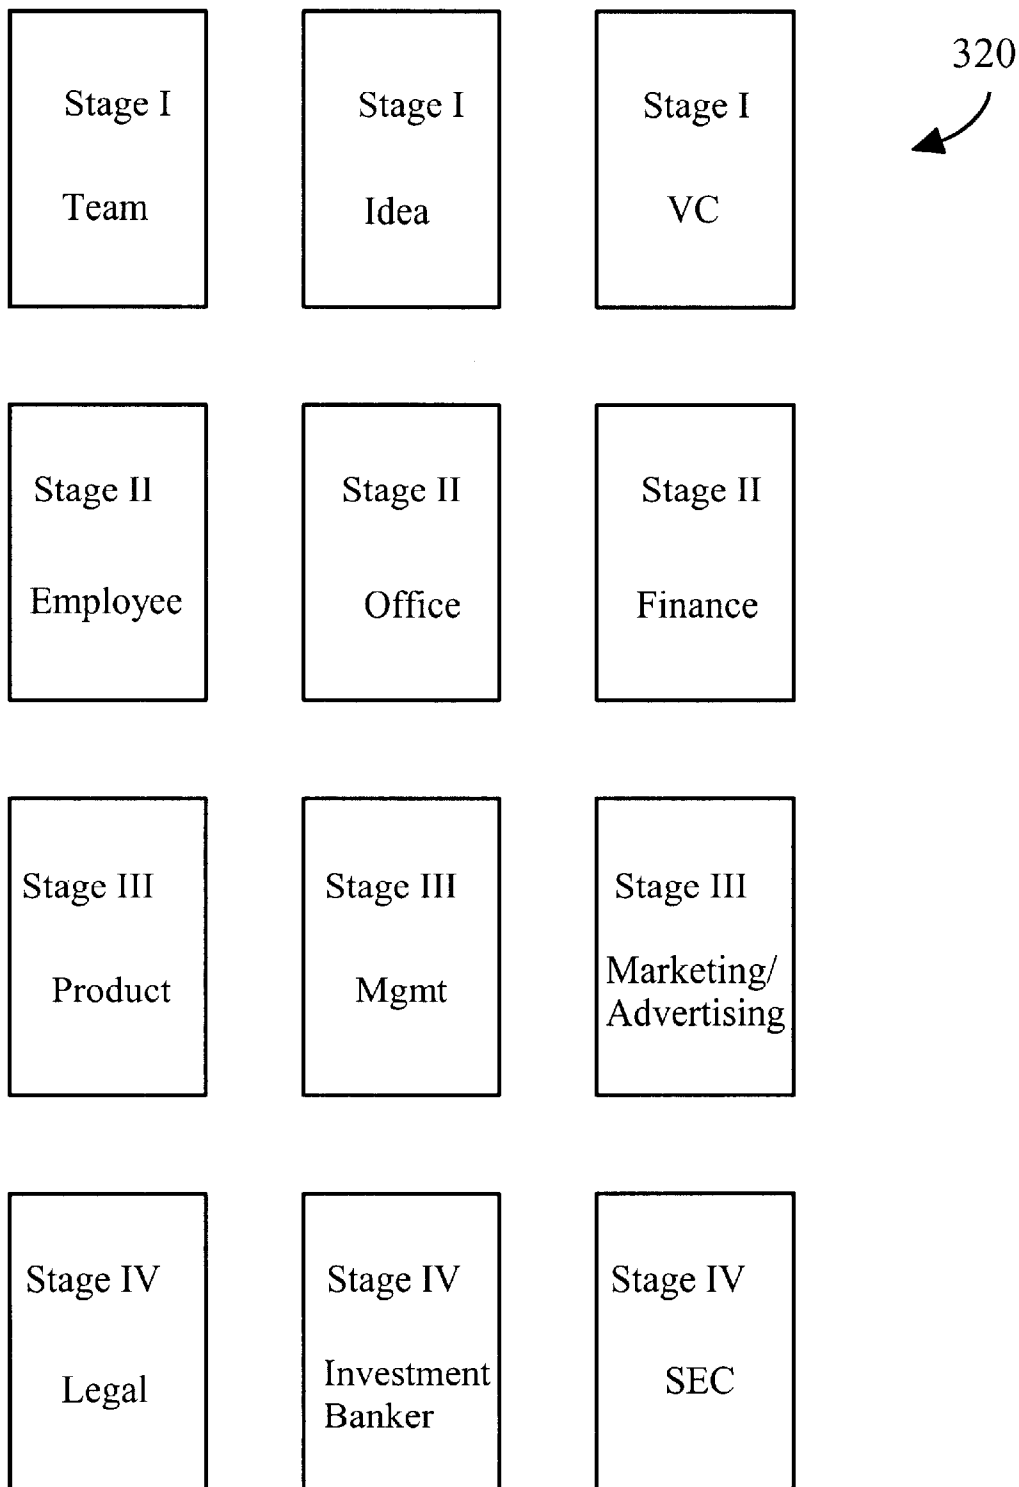 320
Stage I
Team
Stage I
Idea
Stage I
VC
Stage II
Employee
Stage II
Office
Stage II
Finance
Stage III
Product
Stage III
Mgmt
Stage III
Marketing/
Advertising
Stage IV
Legal
Stage IV
Investment
Banker
Stage IV
SEC